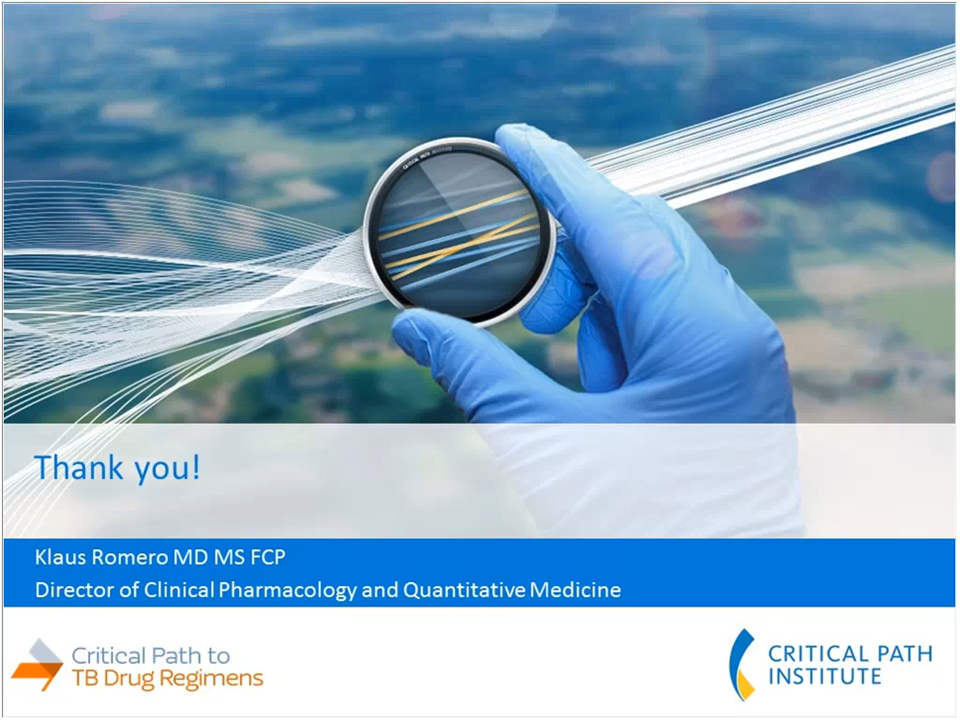 Thank you!
Klaus Romero MD MS FCP
Director of Clinical Pharmacology and Quantitative Medicine
Critical Path to
TB Drug Regimens
CRITICAL PATH
INSTITUTE